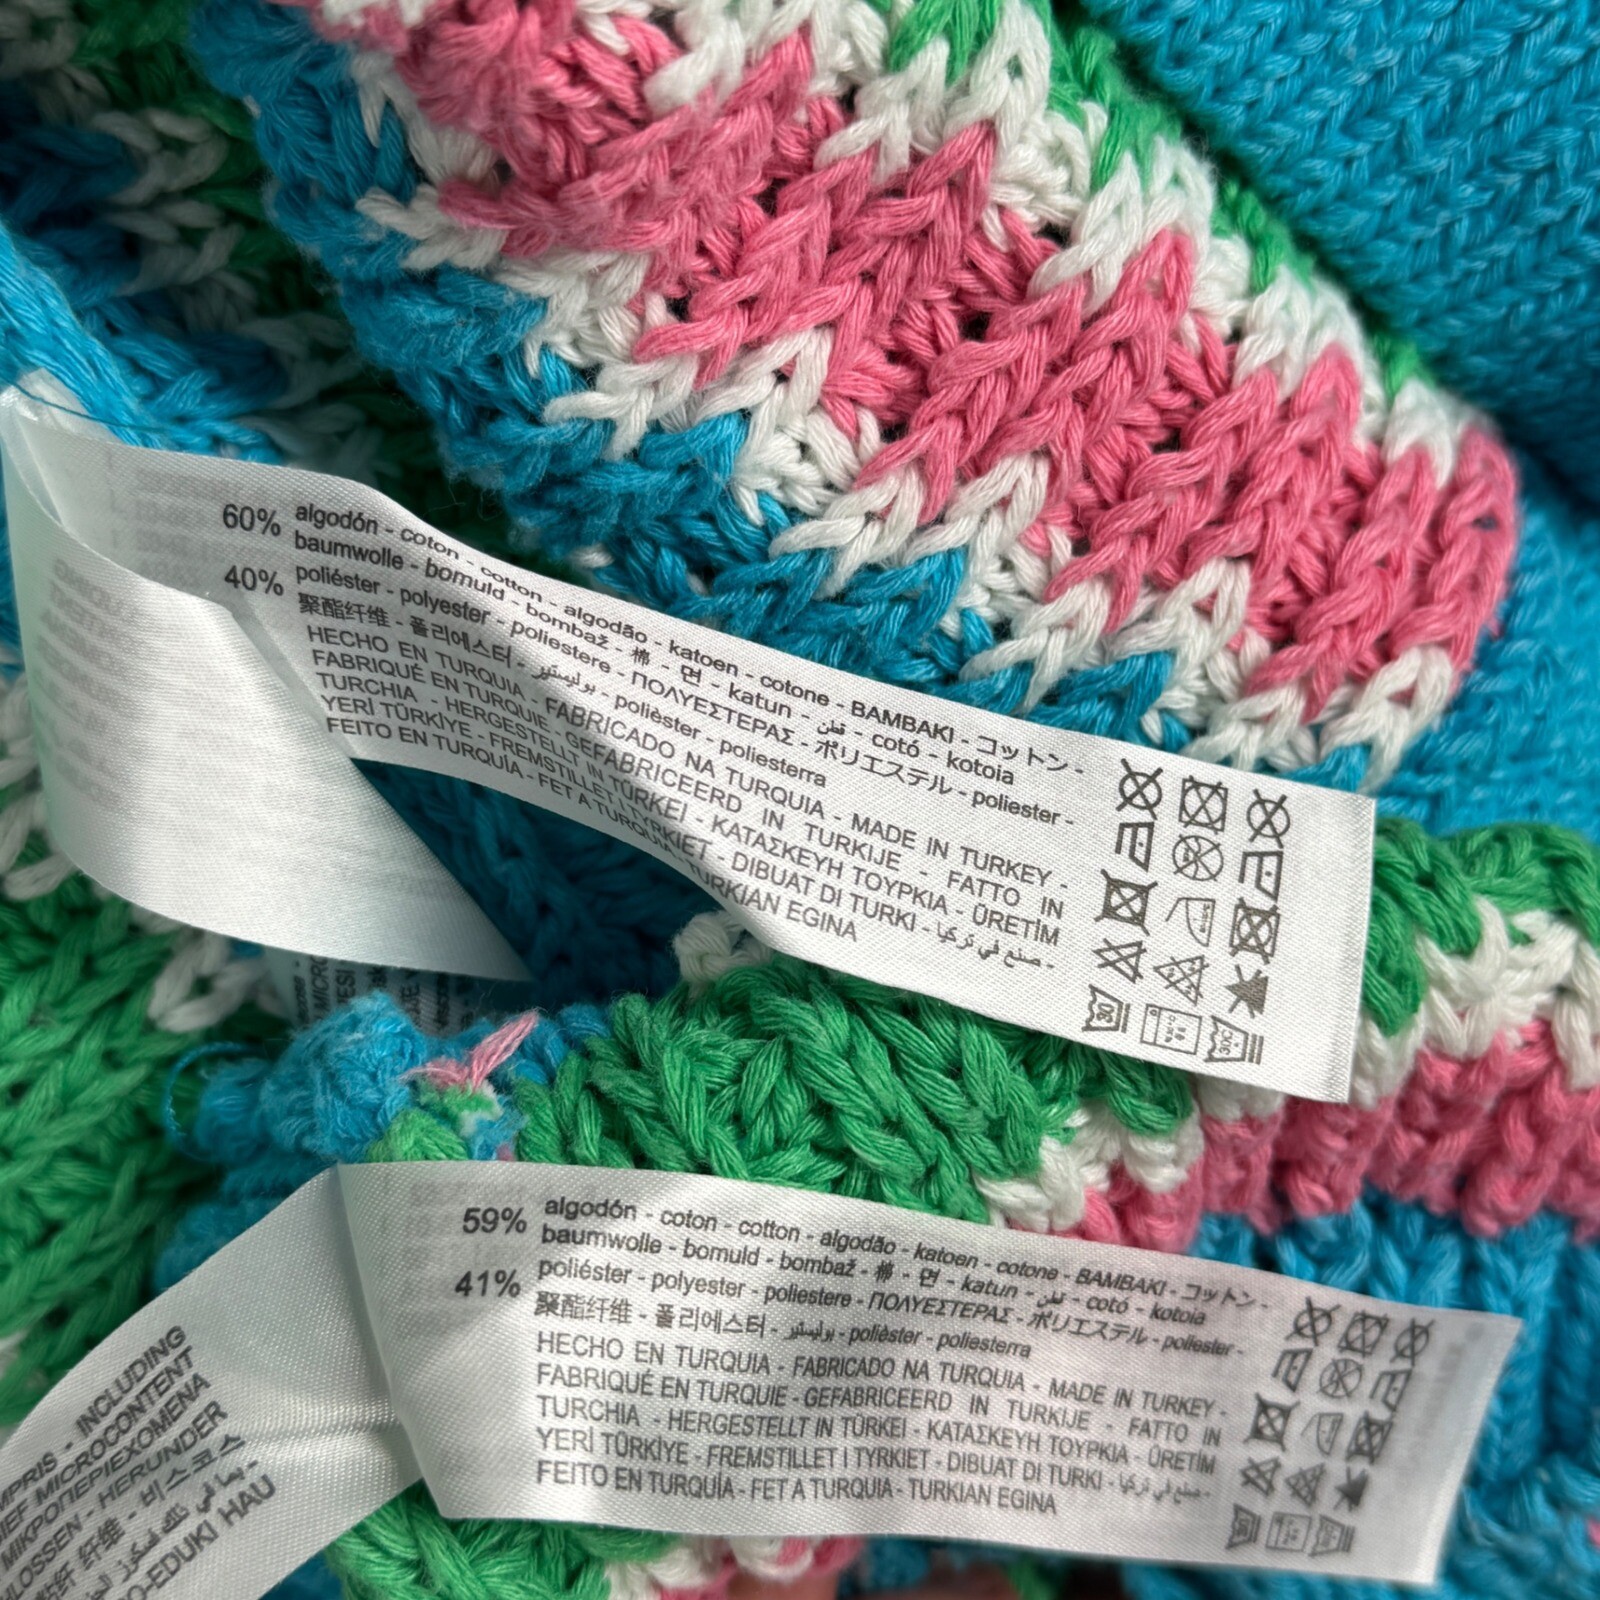 60% algodón - coton - cotton - algodão - katoen - cotone - BAMBAKI - コットン -
baumwolle - bomuld - bombaž - 棉 - 면 - katun - قطن - cotó - kotoia
40% poliéster - polyester - poliestere - ΠΟΛΥΕΣΤΕΡΑΣ - ポリエステル - poliester -
聚酯纤维 - 폴리에스터 - بوليستير - polièster - poliesterra
HECHO EN TURQUIA - FABRICADO NA TURQUIA - MADE IN TURKEY -
FABRIQUÉ EN TURQUIE - GEFABRICEERD IN TURKIJE - FATTO IN
TURCHIA - HERGESTELLT IN TÜRKEI - ΚΑΤΑΣΚΕΥΗ ΤΟΥΡΚΙΑ - ÜRETİM
YERİ TÜRKİYE - FREMSTILLET I TYRKIET - DIBUAT DI TURKI - صنع في تركيا -
FEITO EN TURQUÍA - FET A TURQUIA - TURKIAN EGINA
30
30C
59% algodón - coton - cotton - algodão - katoen - cotone - BAMBAKI - コットン -
baumwolle - bomuld - bombaž - 棉 - 면 - katun - قطن - cotó - kotoia
41% poliéster - polyester - poliestere - ΠΟΛΥΕΣΤΕΡΑΣ - ポリエステル - poliester -
聚酯纤维 - 폴리에스터 - بوليستير - polièster - poliesterra
HECHO EN TURQUIA - FABRICADO NA TURQUIA - MADE IN TURKEY -
FABRIQUÉ EN TURQUIE - GEFABRICEERD IN TURKIJE - FATTO IN
TURCHIA - HERGESTELLT IN TÜRKEI - ΚΑΤΑΣΚΕΥΗ ΤΟΥΡΚΙΑ - ÜRETİM
YERİ TÜRKİYE - FREMSTILLET I TYRKIET - DIBUAT DI TURKI - صنع في تركيا -
FEITO EN TURQUÍA - FET A TURQUIA - TURKIAN EGINA
- INCLUDING
MICROCONTENT
ΜΙΚΡΟΠΕΡΙΕΧΟΜΕΝΑ
- HERUNDER
纤维 - 비스코스
بما في ذلك
HAU